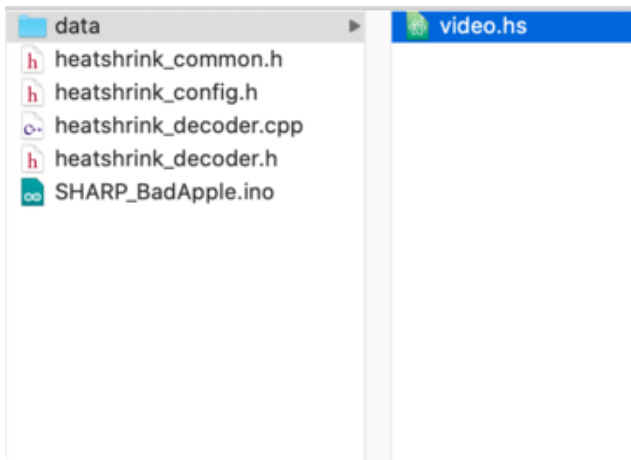 data
heatshrink_common.h
heatshrink_config.h
heatshrink_decoder.cpp
heatshrink_decoder.h
SHARP_BadApple.ino
video.hs